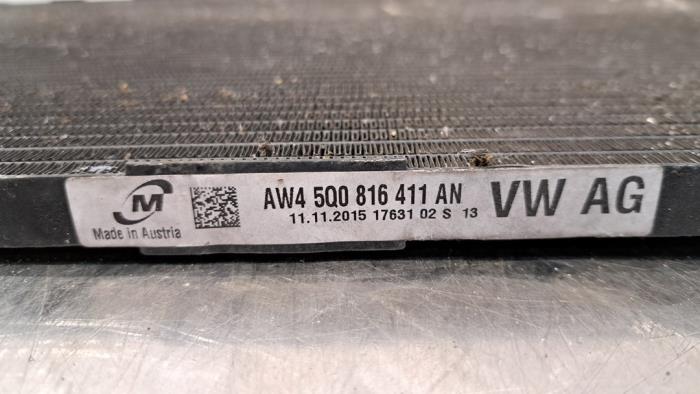 M
Made in Austria
AW4 5Q0 816 411 AN
11.11.2015 17631 02 S 13
VW AG